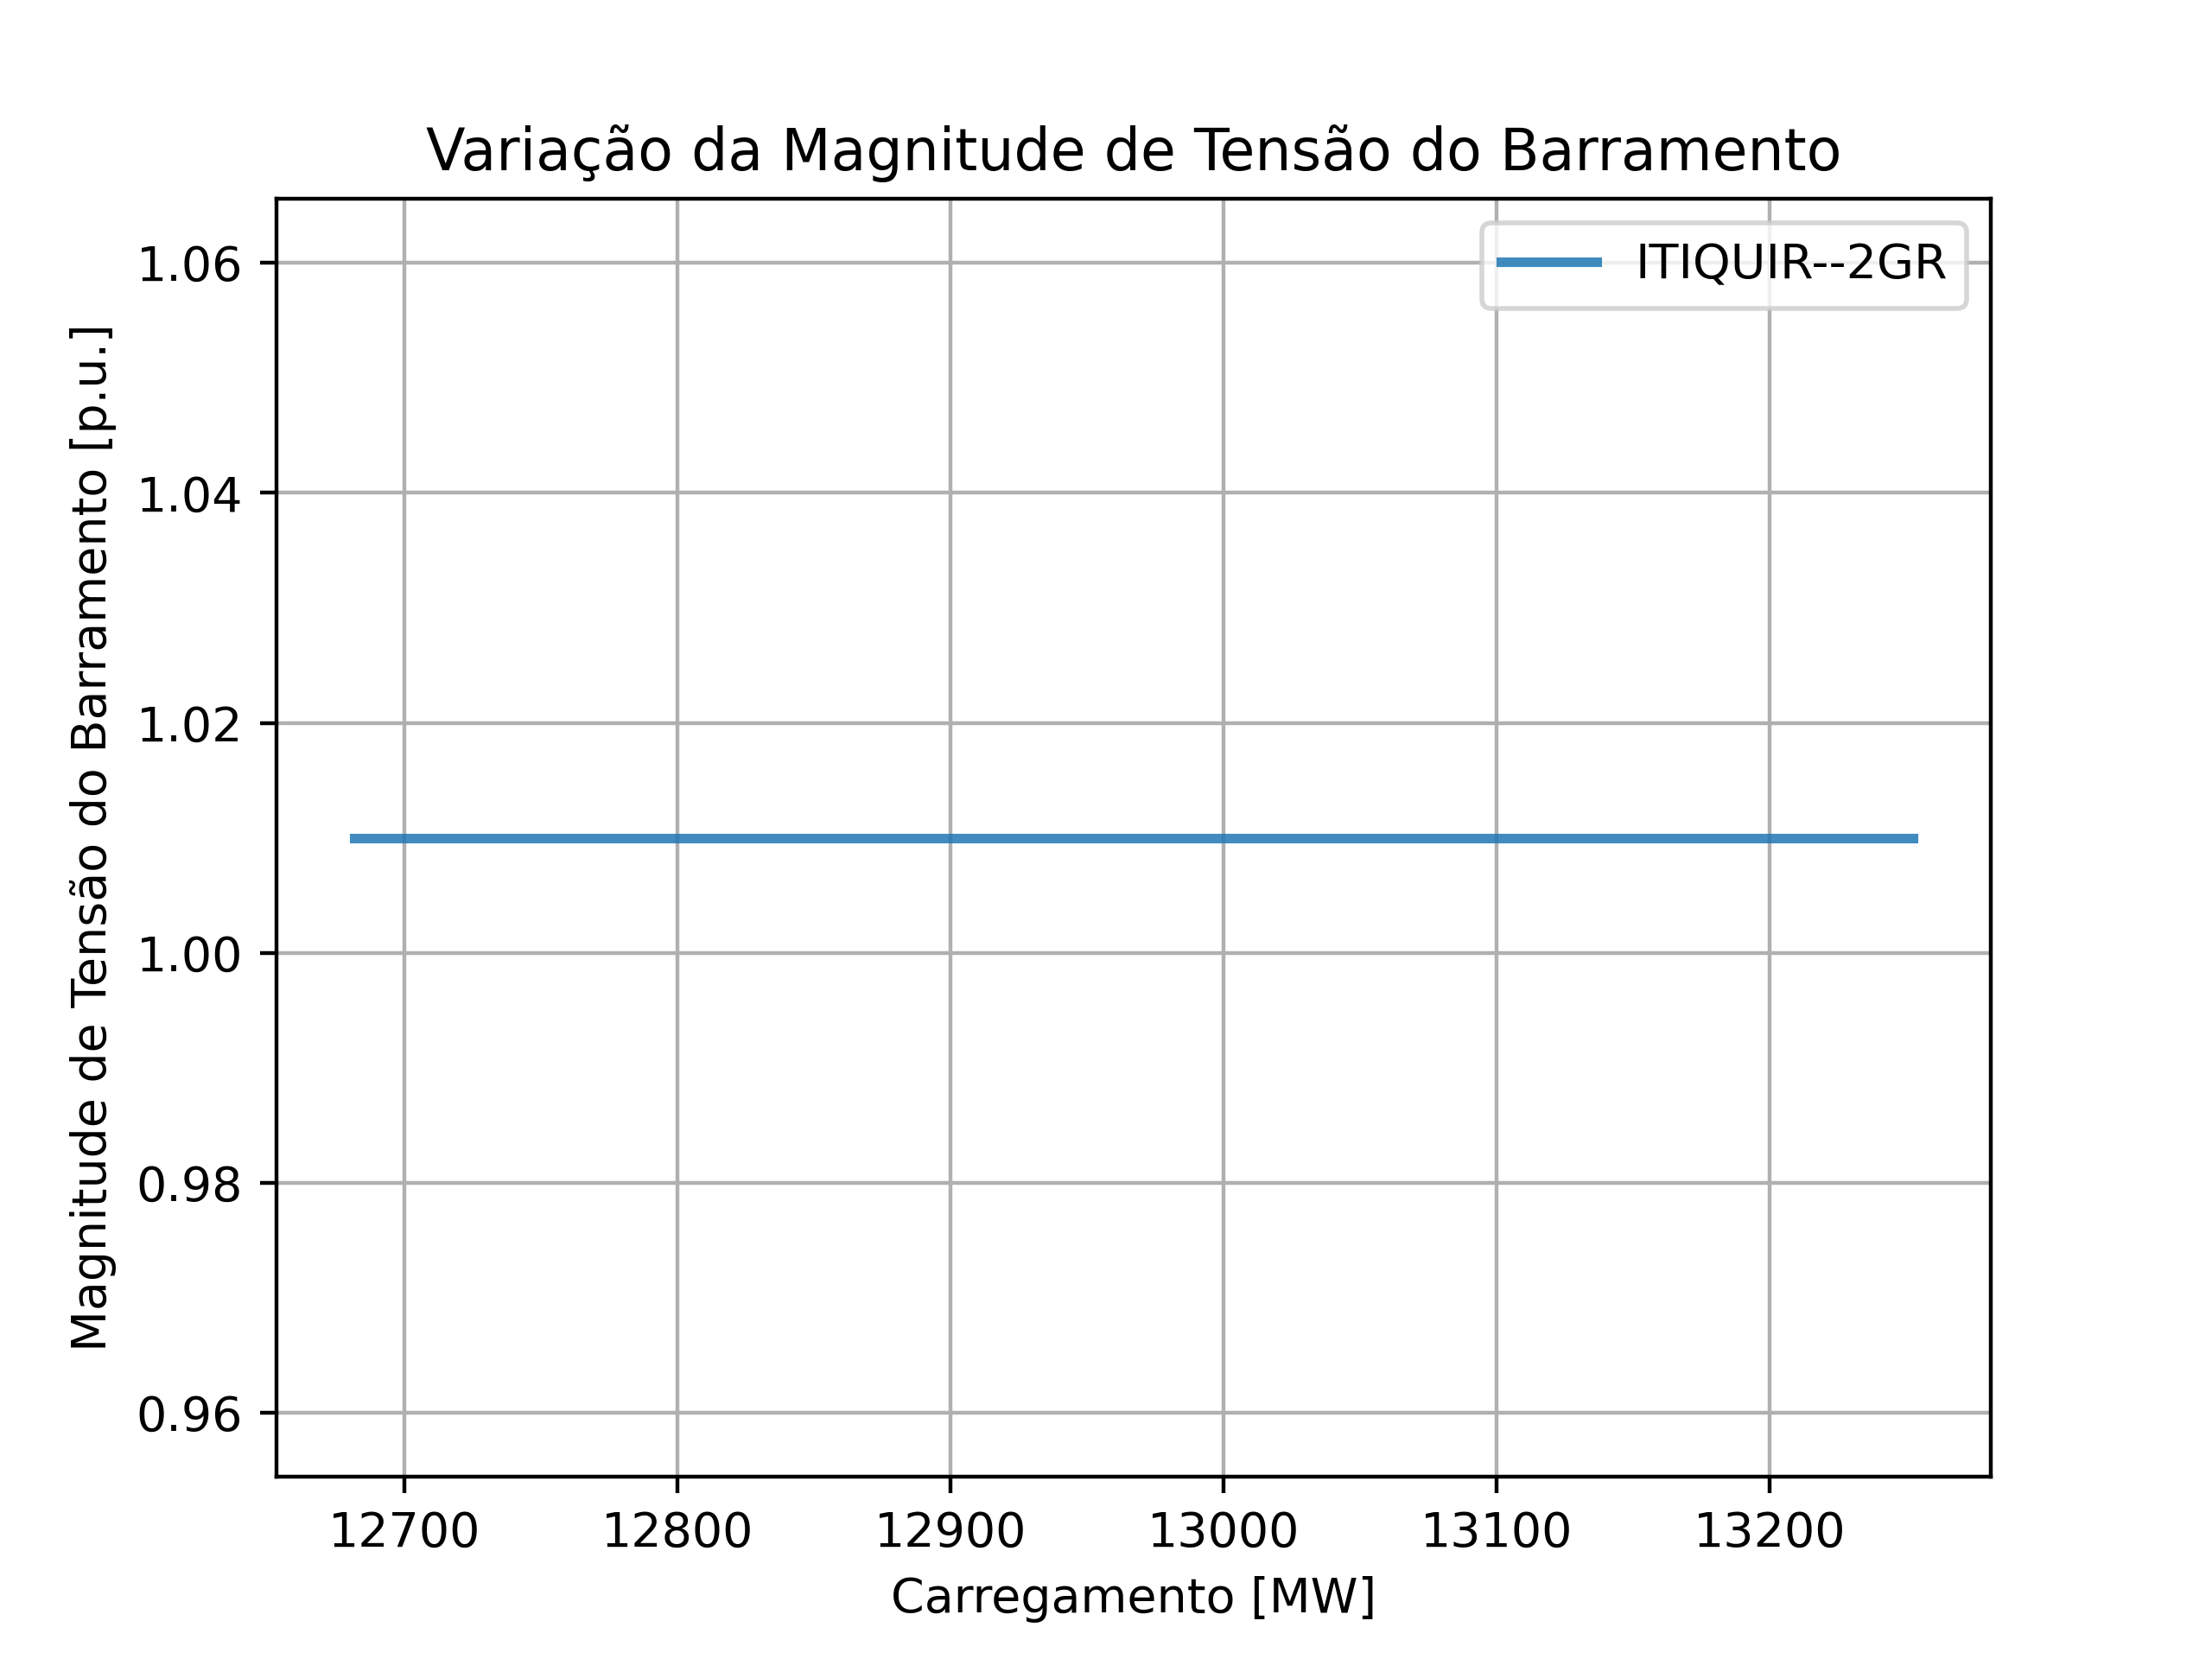 Variação da Magnitude de Tensão do Barramento
ITIQUIR--2GR
Magnitude de Tensão do Barramento [p.u.]
1.06
1.04
1.02
1.00
0.98
0.96
12700 12800 12900 13000 13100 13200
Carregamento [MW]